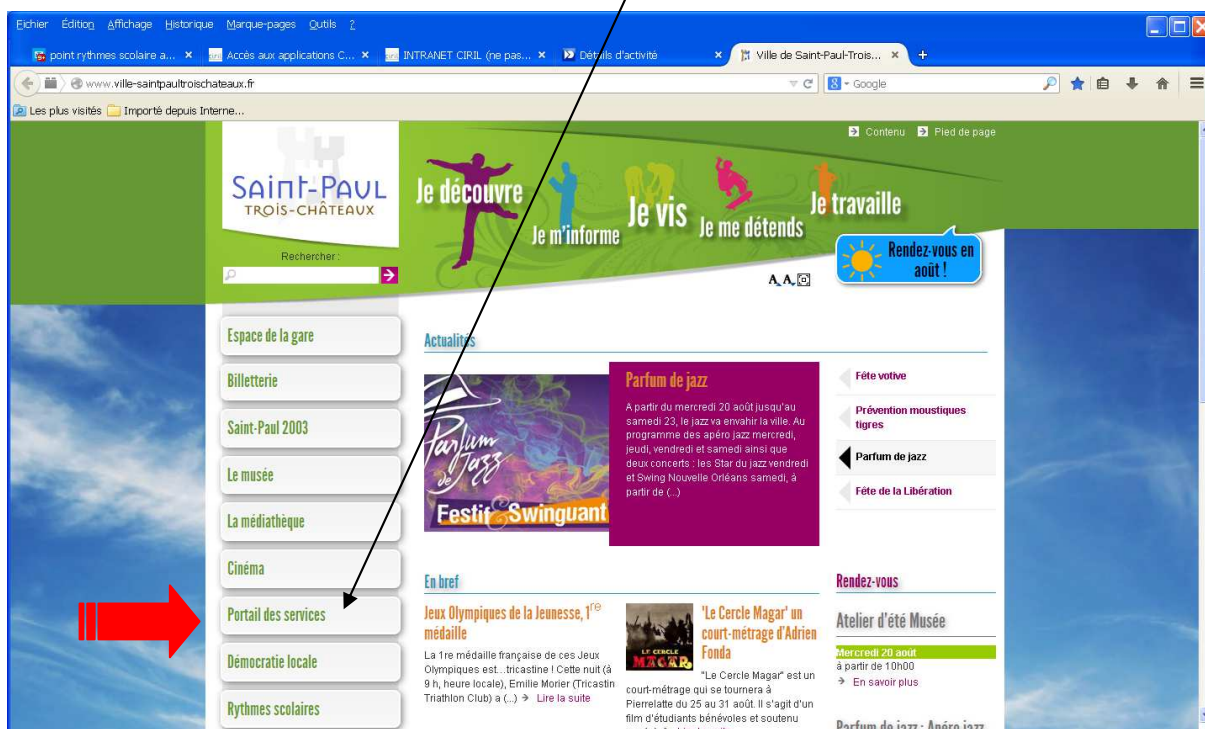 Eichier Édition Affichage Historique Marque-pages Outils ?
point rythmes scolaire a... × Accès aux applications C... × INTRANET CIRIL (ne pas... × Détails d'activité × Ville de Saint-Paul-Trois... × +
www.ville-saintpaultroischateaux.fr
Google
Les plus visités Importé depuis Interne...
Contenu Pied de page
SAINT-PAUL
TROIS-CHÂTEAUX
Je découvre
Je m'informe
Je vis
Je me détends
Je travaille
Rechercher :
Rendez-vous en
août !
A A
Espace de la gare
Billetterie
Saint-Paul 2003
Le musée
La médiathèque
Cinéma
Portail des services
Démocratie locale
Rythmes scolaires
Actualités
Parfum
de Jazz
Festif & Swinguant
Parfum de jazz
A partir du mercredi 20 août jusqu'au
samedi 23, le jazz va envahir la ville. Au
programme des apéro jazz mercredi,
jeudi, vendredi et samedi ainsi que
deux concerts : les Star du jazz vendredi
et Swing Nouvelle Orléans samedi, à
partir de (...)
Fête votive
Prévention moustiques
tigres
Parfum de jazz
Fête de la Libération
En bref
Jeux Olympiques de la Jeunesse, 1re
médaille
La 1re médaille française de ces Jeux
Olympiques est...tricastine ! Cette nuit (à
9 h, heure locale), Emilie Morier (Tricastin
Triathlon Club) a (...) Lire la suite
LE CERCLE
MAGAR
'Le Cercle Magar' un
court-métrage d'Adrien
Fonda
"Le Cercle Magar" est un
court-métrage qui se tournera à
Pierrelatte du 25 au 31 août. Il s'agit d'un
film d'étudiants bénévoles et soutenu
Rendez-vous
Atelier d'été Musée
Mercredi 20 août
à partir de 10h00
En savoir plus
Parfum de jazz : Apéro jazz